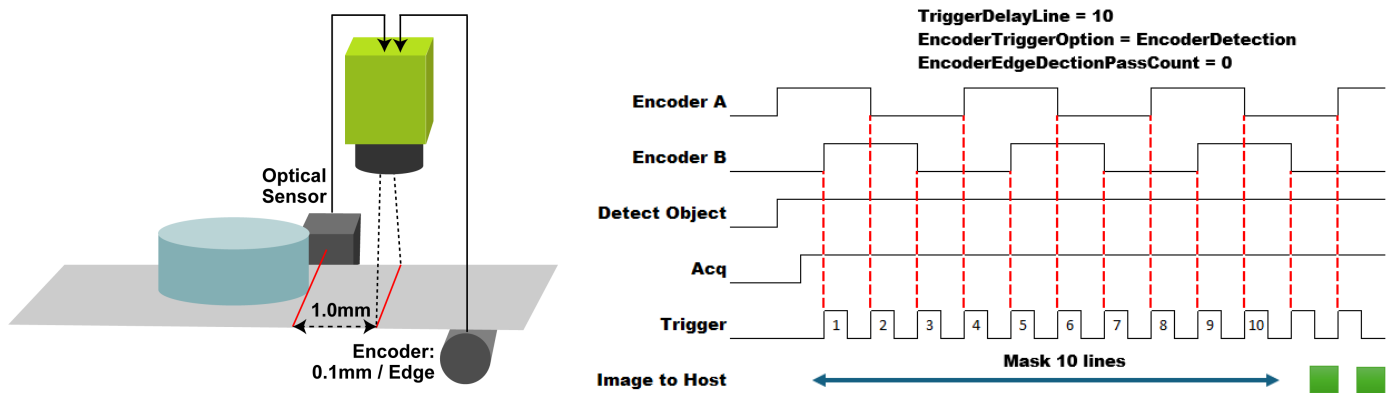 Optical
Sensor
1.0mm
Encoder:
0.1mm / Edge
TriggerDelayLine = 10
EncoderTriggerOption = EncoderDetection
EncoderEdgeDectionPassCount = 0
Encoder A
Encoder B
Detect Object
Acq
Trigger
1 2 3 4 5 6 7 8 9 10
Mask 10 lines
Image to Host